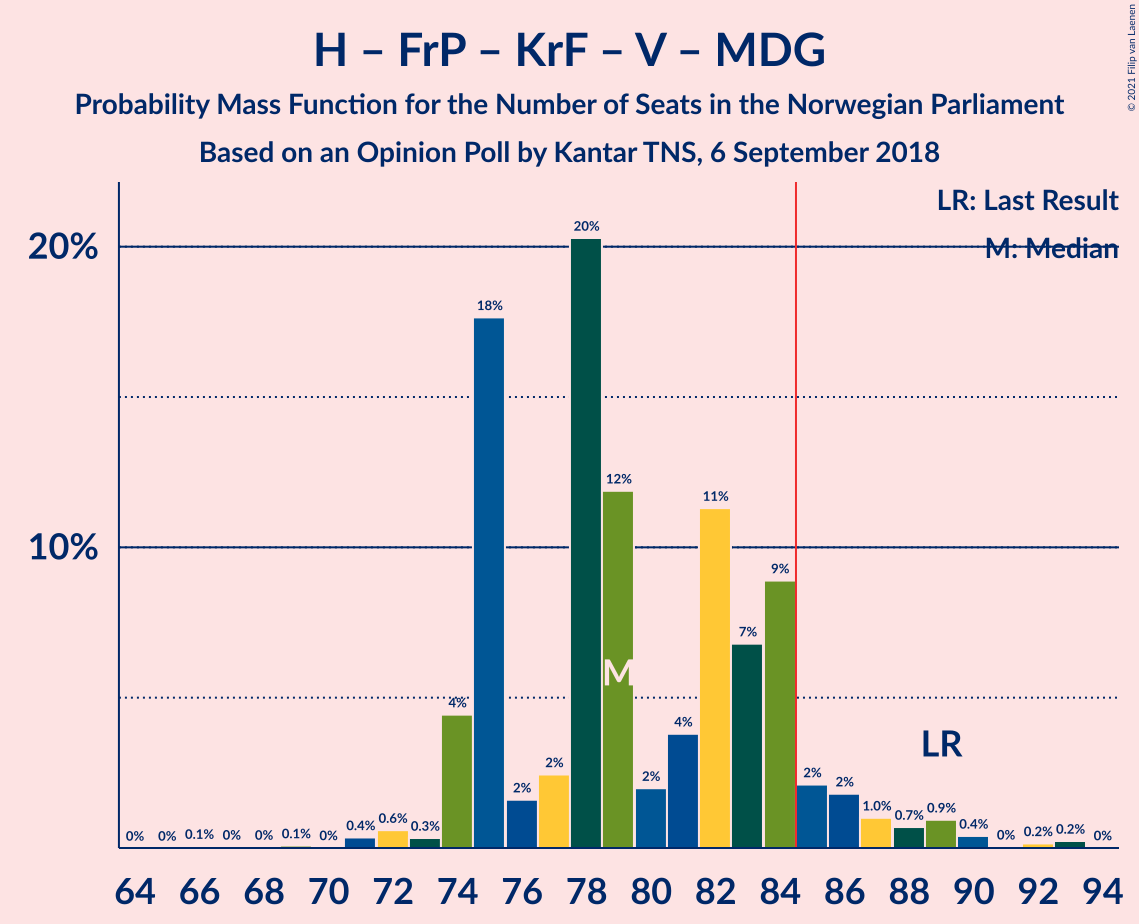 H – FrP – KrF – V – MDG
Probability Mass Function for the Number of Seats in the Norwegian Parliament
Based on an Opinion Poll by Kantar TNS, 6 September 2018
© 2021 Filip van Laenen
LR: Last Result
M: Median
20%
10%
0% 0% 0.1% 0% 0% 0.1% 0% 0.4% 0.6% 0.3% 4% 18% 2% 2% 20% 12% 2% 4% 11% 7% 9% 2% 2% 1.0% 0.7% 0.9% 0.4% 0% 0.2% 0.2% 0%
M
LR
64 66 68 70 72 74 76 78 80 82 84 86 88 90 92 94